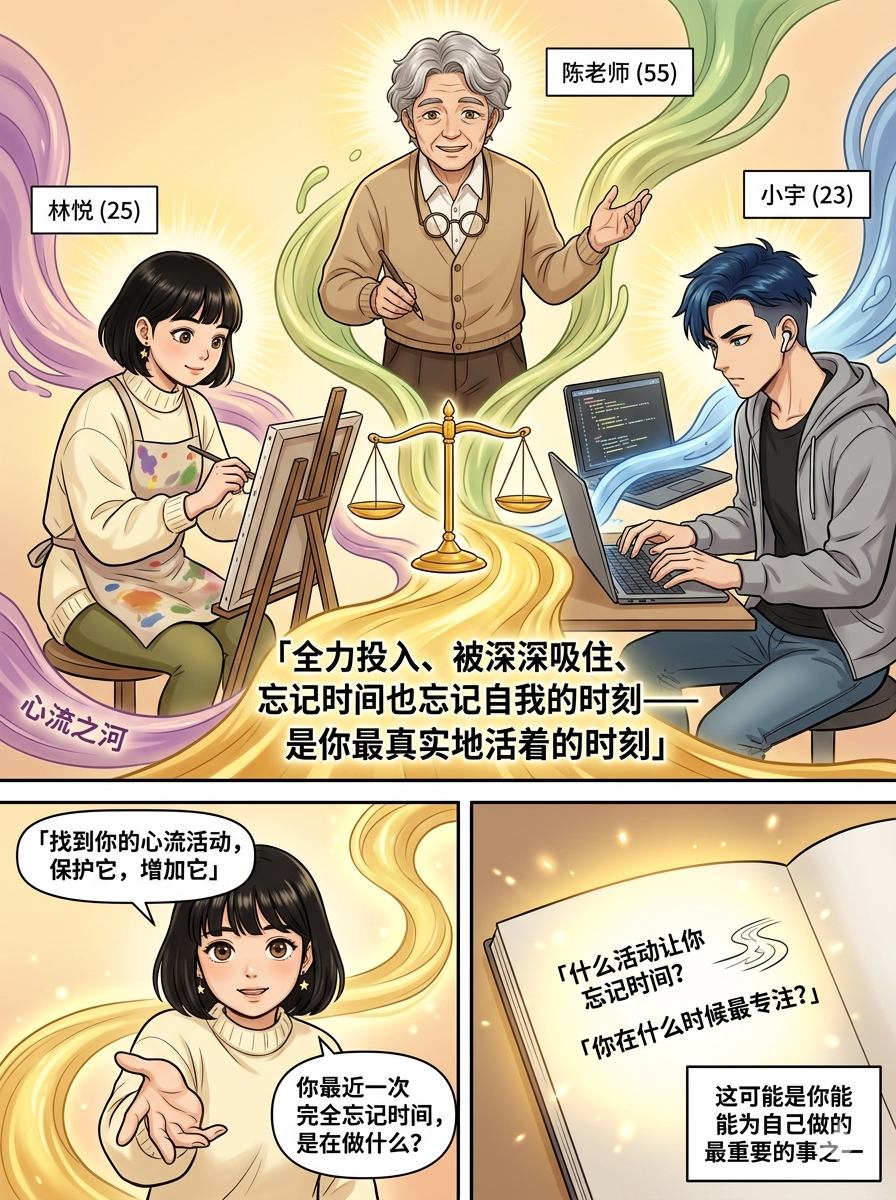 陈老师 (55)
林悦 (25)
小宇 (23)
「全力投入、被深深吸住、
忘记时间也忘记自我的时刻——
是你最真实地活着的时刻」
心流之河
「找到你的心流活动，
保护它，增加它」
你最近一次
完全忘记时间，
是在做什么？
「什么活动让你
忘记时间？
「你在什么时候最专注？」
这可能是你能
能为自己做的
最重要的事之一